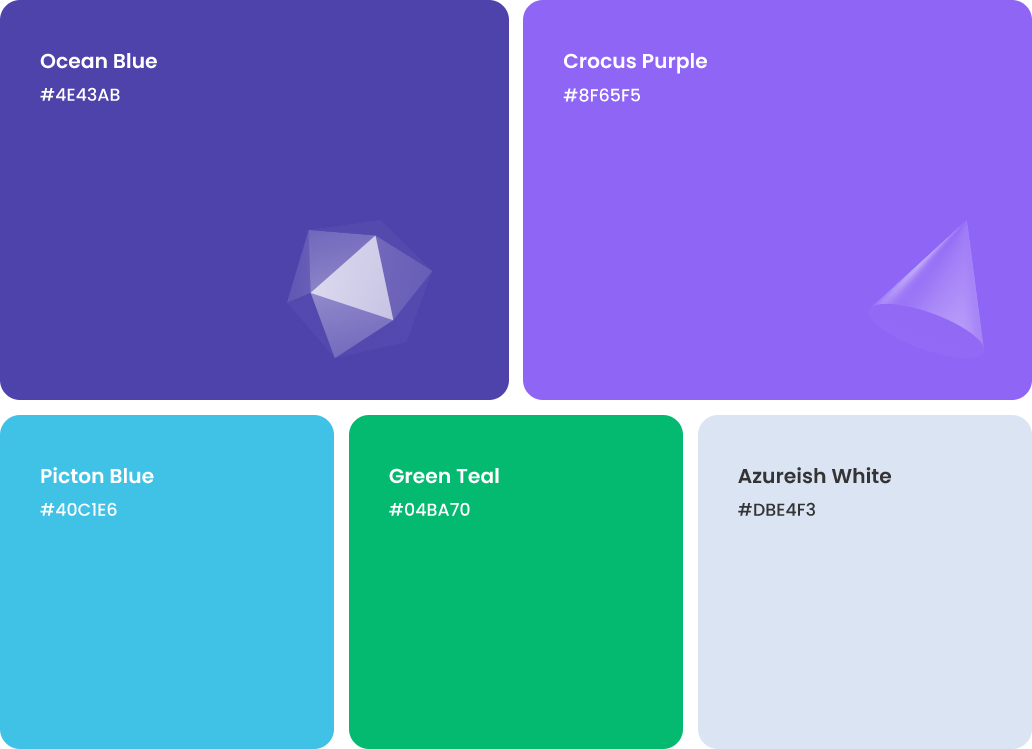 Ocean Blue
#4E43AB
Crocus Purple
#8F65F5
Picton Blue
#40C1E6
Green Teal
#04BA70
Azureish White
#DBE4F3